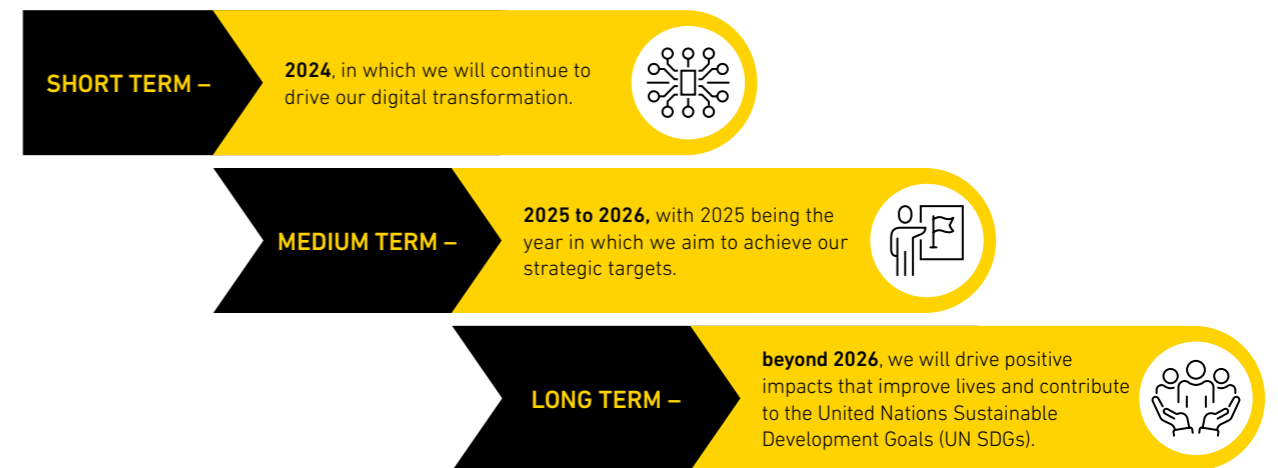 SHORT TERM –
2024, in which we will continue to
drive our digital transformation.
MEDIUM TERM –
2025 to 2026, with 2025 being the
year in which we aim to achieve our
strategic targets.
LONG TERM –
beyond 2026, we will drive positive
impacts that improve lives and contribute
to the United Nations Sustainable
Development Goals (UN SDGs).